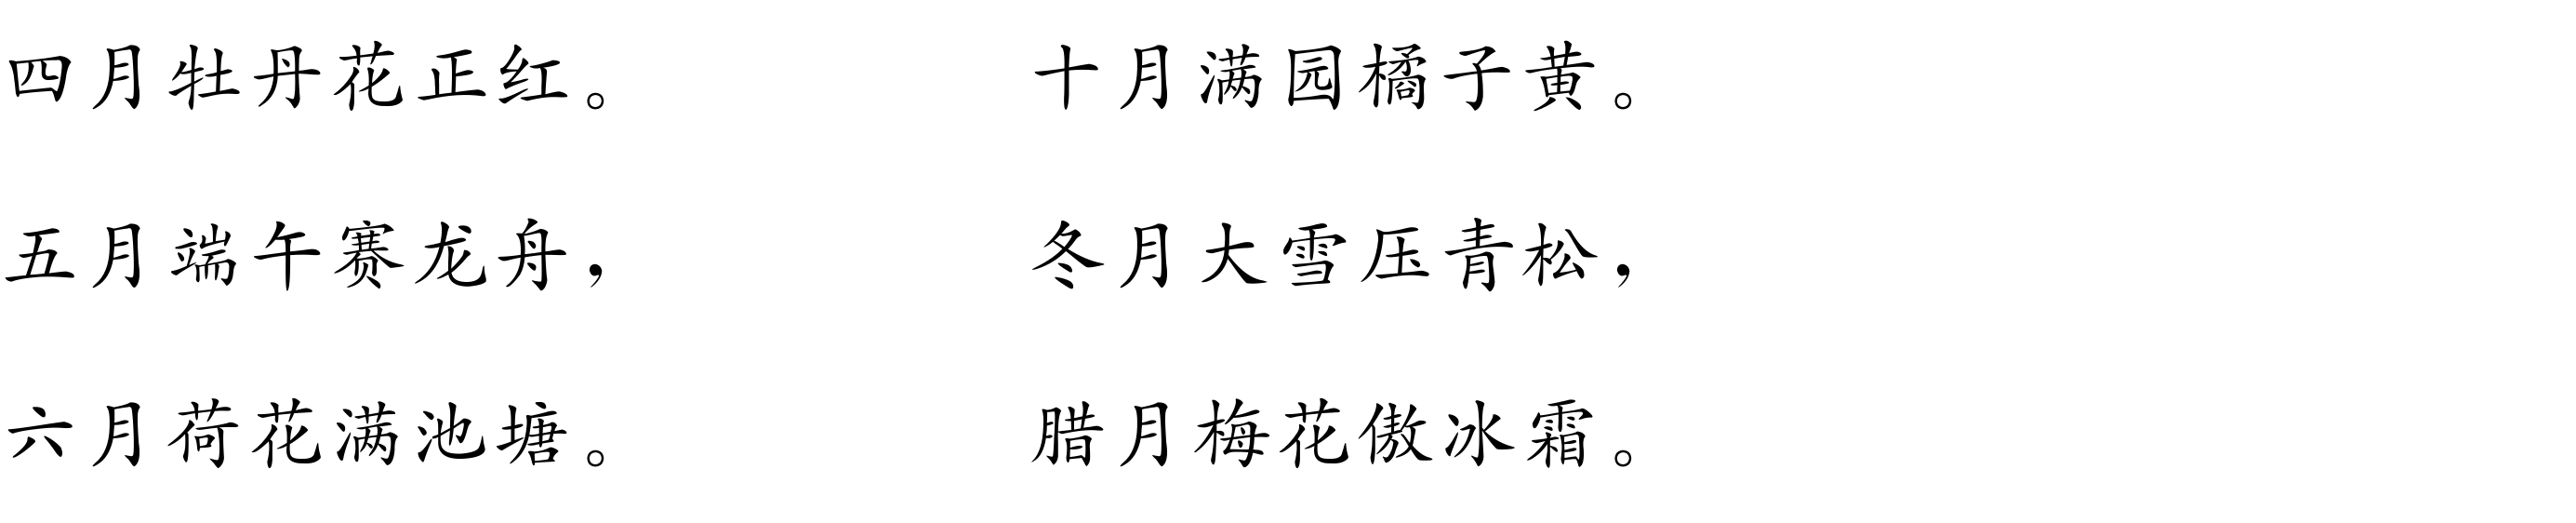 四月牡丹花正红。
五月端午赛龙舟，
六月荷花满池塘。
十月满园橘子黄。
冬月大雪压青松，
腊月梅花傲冰霜。